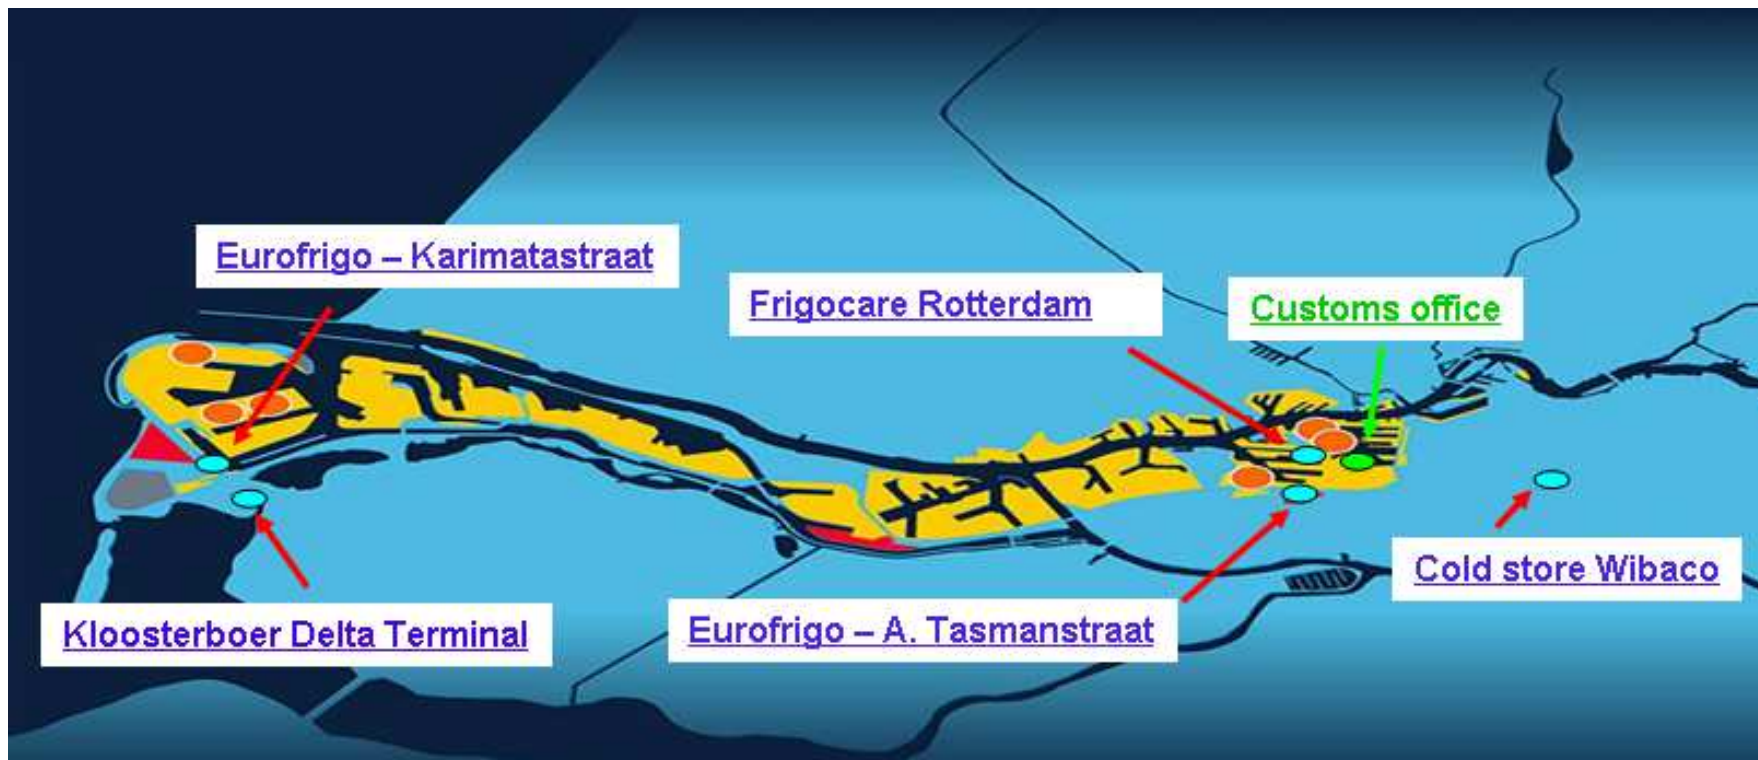 Eurofrigo – Karimatastraat
Frigocare Rotterdam
Customs office
Cold store Wibaco
Kloosterboer Delta Terminal
Eurofrigo – A. Tasmanstraat